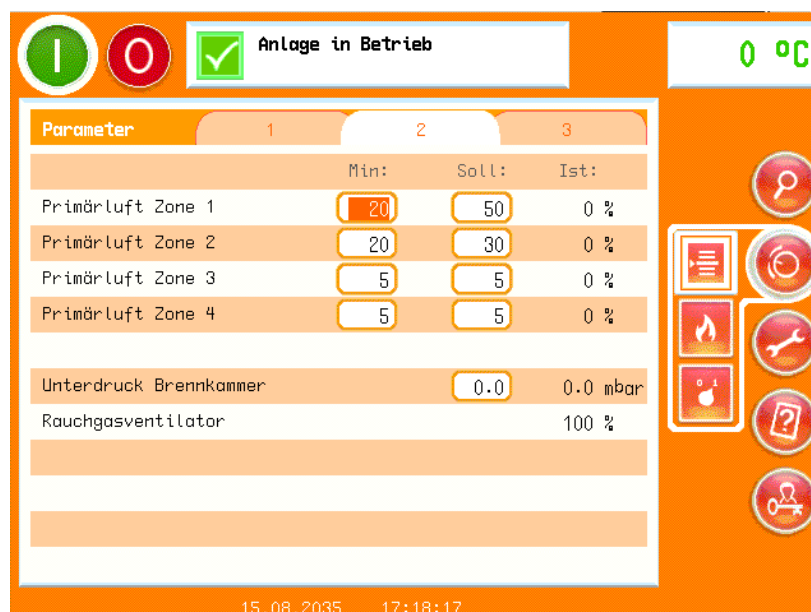 I O Anlage in Betrieb 0 °C
Parameter 1 2 3
Min: Soll: Ist:
Primärluft Zone 1 20 50 0 %
Primärluft Zone 2 20 30 0 %
Primärluft Zone 3 5 5 0 %
Primärluft Zone 4 5 5 0 %
Unterdruck Brennkammer 0.0 0.0 mbar
Rauchgasventilator 100 %
0 1
?
15.08.2035 17:18:17